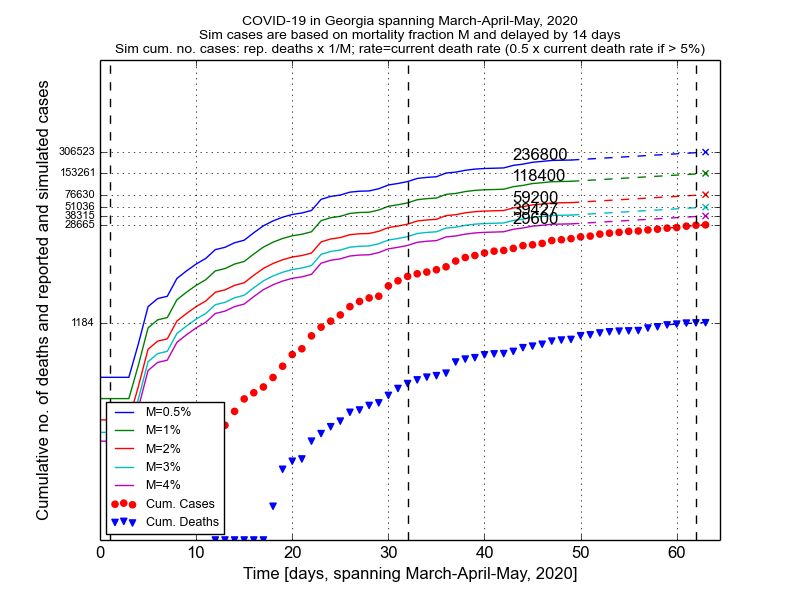 COVID-19 in Georgia spanning March-April-May, 2020
Sim cases are based on mortality fraction M and delayed by 14 days
Sim cum. no. cases: rep. deaths x 1/M; rate=current death rate (0.5 x current death rate if > 5%)
Cumulative no. of deaths and reported and simulated cases
306523
153261
76630
51036
38315
28665
1184
236800
118400
59200
39427
29600
M=0.5%
M=1%
M=2%
M=3%
M=4%
Cum. Cases
Cum. Deaths
0 10 20 30 40 50 60
Time [days, spanning March-April-May, 2020]